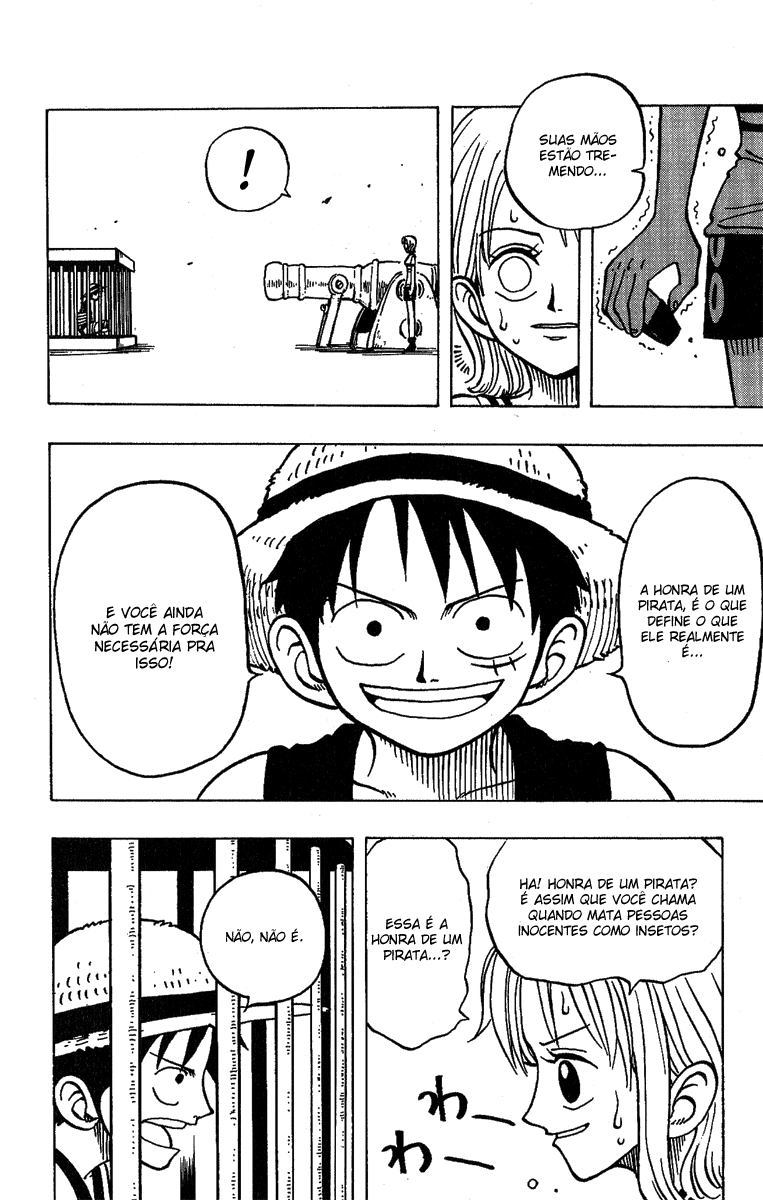 SUAS MÃOS
ESTÃO TRE-
MENDO...
!
A HONRA DE UM
PIRATA, É O QUE
DEFINE O QUE
ELE REALMENTE
É...
E VOCÊ AINDA
NÃO TEM A FORÇA
NECESSÁRIA PRA
ISSO!
HA! HONRA DE UM PIRATA?
É ASSIM QUE VOCÊ CHAMA
QUANDO MATA PESSOAS
INOCENTES COMO INSETOS?
ESSA É A
HONRA DE UM
PIRATA...?
わー
わー
NÃO, NÃO É.